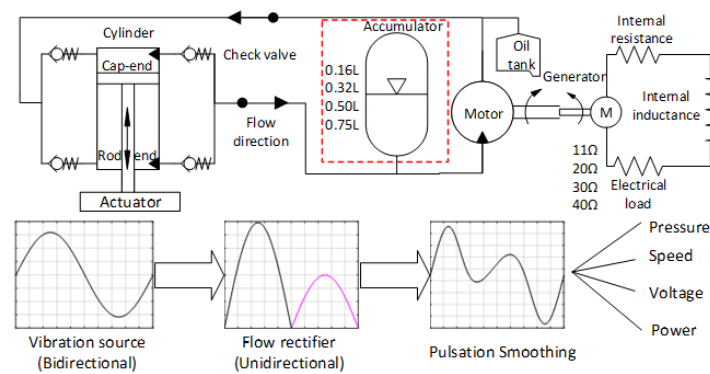 Cylinder
Cap-end
Rod-end
Actuator
Check valve
Flow
direction
Accumulator
0.16L
0.32L
0.50L
0.75L
Motor
Oil
tank
Generator
M
Internal
resistance
Internal
inductance
11Ω
20Ω
30Ω
40Ω
Electrical
load
Vibration source
(Bidirectional)
Flow rectifier
(Unidirectional)
Pulsation Smoothing
Pressure
Speed
Voltage
Power